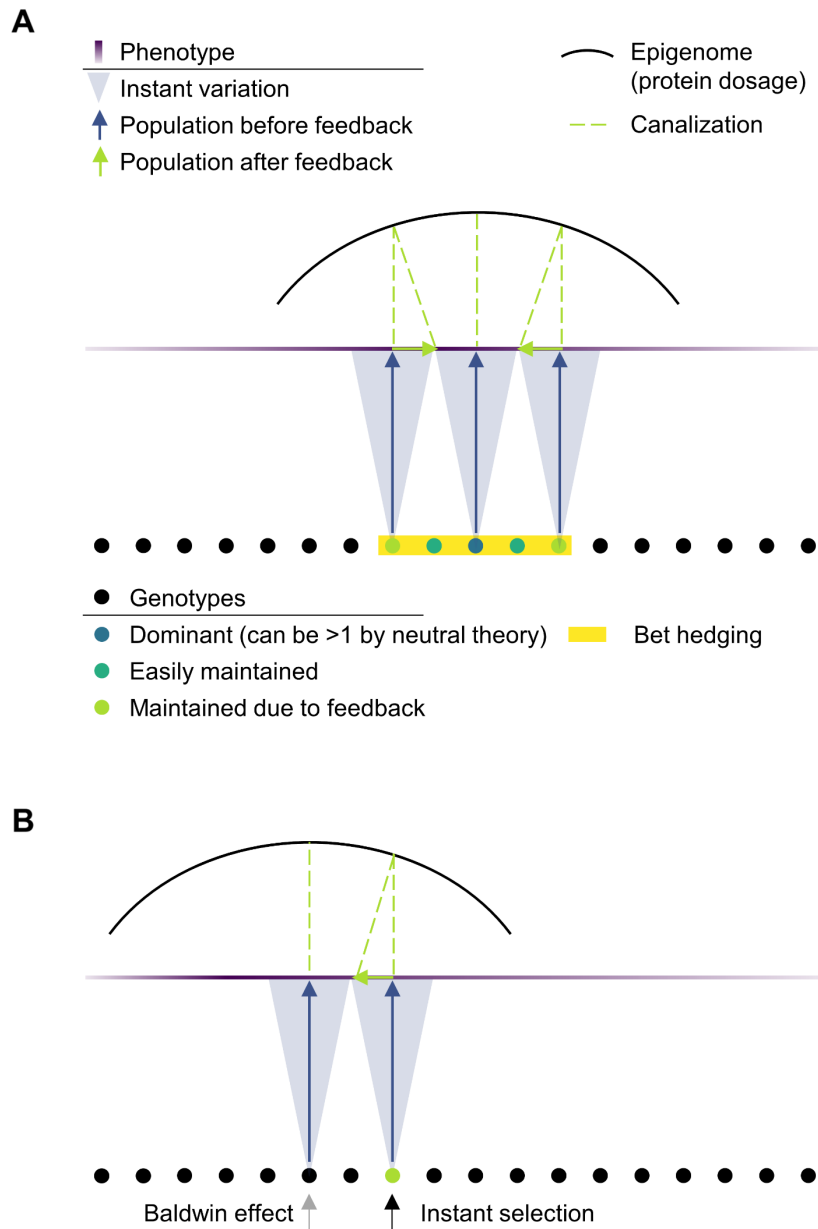 A
Phenotype
Instant variation
Population before feedback
Population after feedback
Epigenome
(protein dosage)
Canalization
Genotypes
Dominant (can be >1 by neutral theory)
Easily maintained
Maintained due to feedback
Bet hedging
B
Baldwin effect
Instant selection